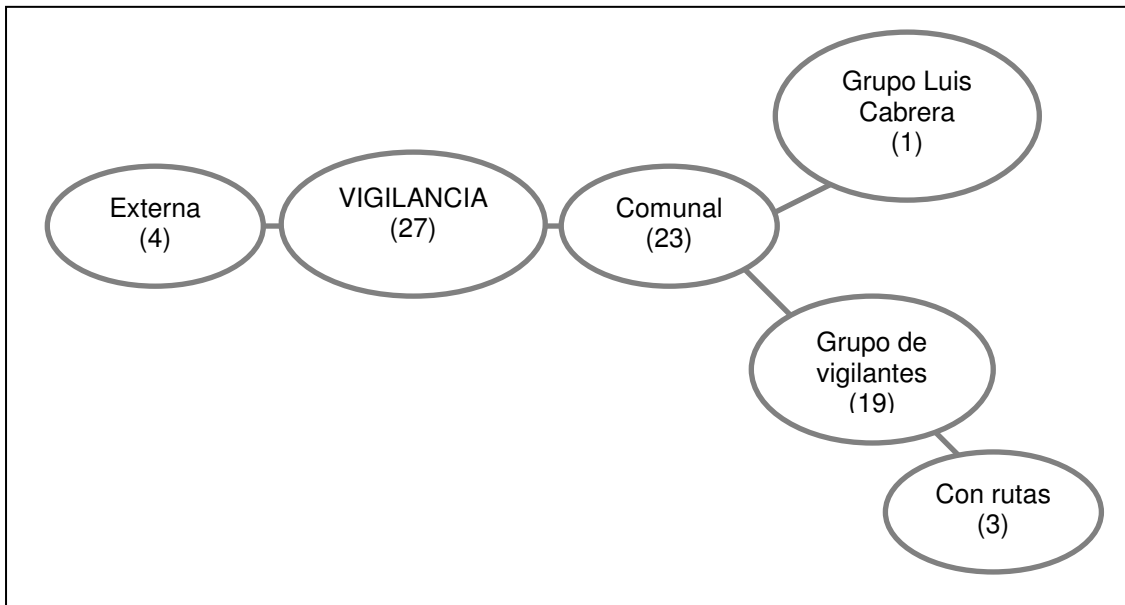 Grupo Luis
Cabrera
(1)
Externa
(4)
VIGILANCIA
(27)
Comunal
(23)
Grupo de
vigilantes
(19)
Con rutas
(3)